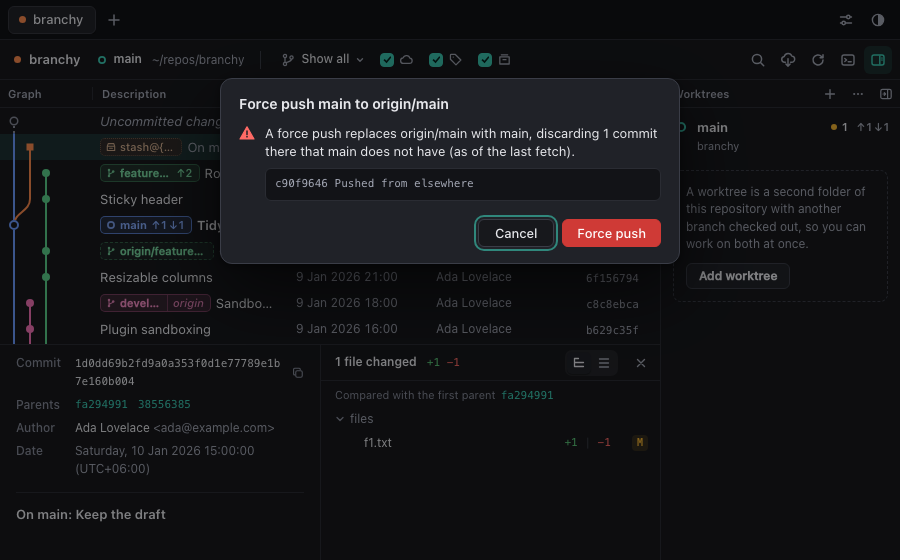 branchy
branchy main ~/repos/branchy Show all
Graph Description Worktrees
Force push main to origin/main
A force push replaces origin/main with main, discarding 1 commit
there that main does not have (as of the last fetch).
c90f9646 Pushed from elsewhere
Cancel Force push
Uncommitted chang
stash@{... On m
feature... ↑2 Ro
Sticky header
main ↑1↓1 Tidy
origin/feature...
Resizable columns 9 Jan 2026 21:00 Ada Lovelace 6f156794
devel... origin Sandbo... 9 Jan 2026 18:00 Ada Lovelace c8c8ebca
Plugin sandboxing 9 Jan 2026 16:00 Ada Lovelace b629c35f
main 1 ↑1↓1
branchy
A worktree is a second folder of
this repository with another
branch checked out, so you can
work on both at once.
Add worktree
Commit 1d0dd69b2fd9a0a353f0d1e77789e1b
7e160b004
Parents fa294991 38556385
Author Ada Lovelace <ada@example.com>
Date Saturday, 10 Jan 2026 15:00:00
(UTC+06:00)
On main: Keep the draft
1 file changed +1 −1
Compared with the first parent fa294991
files
f1.txt +1 −1 M